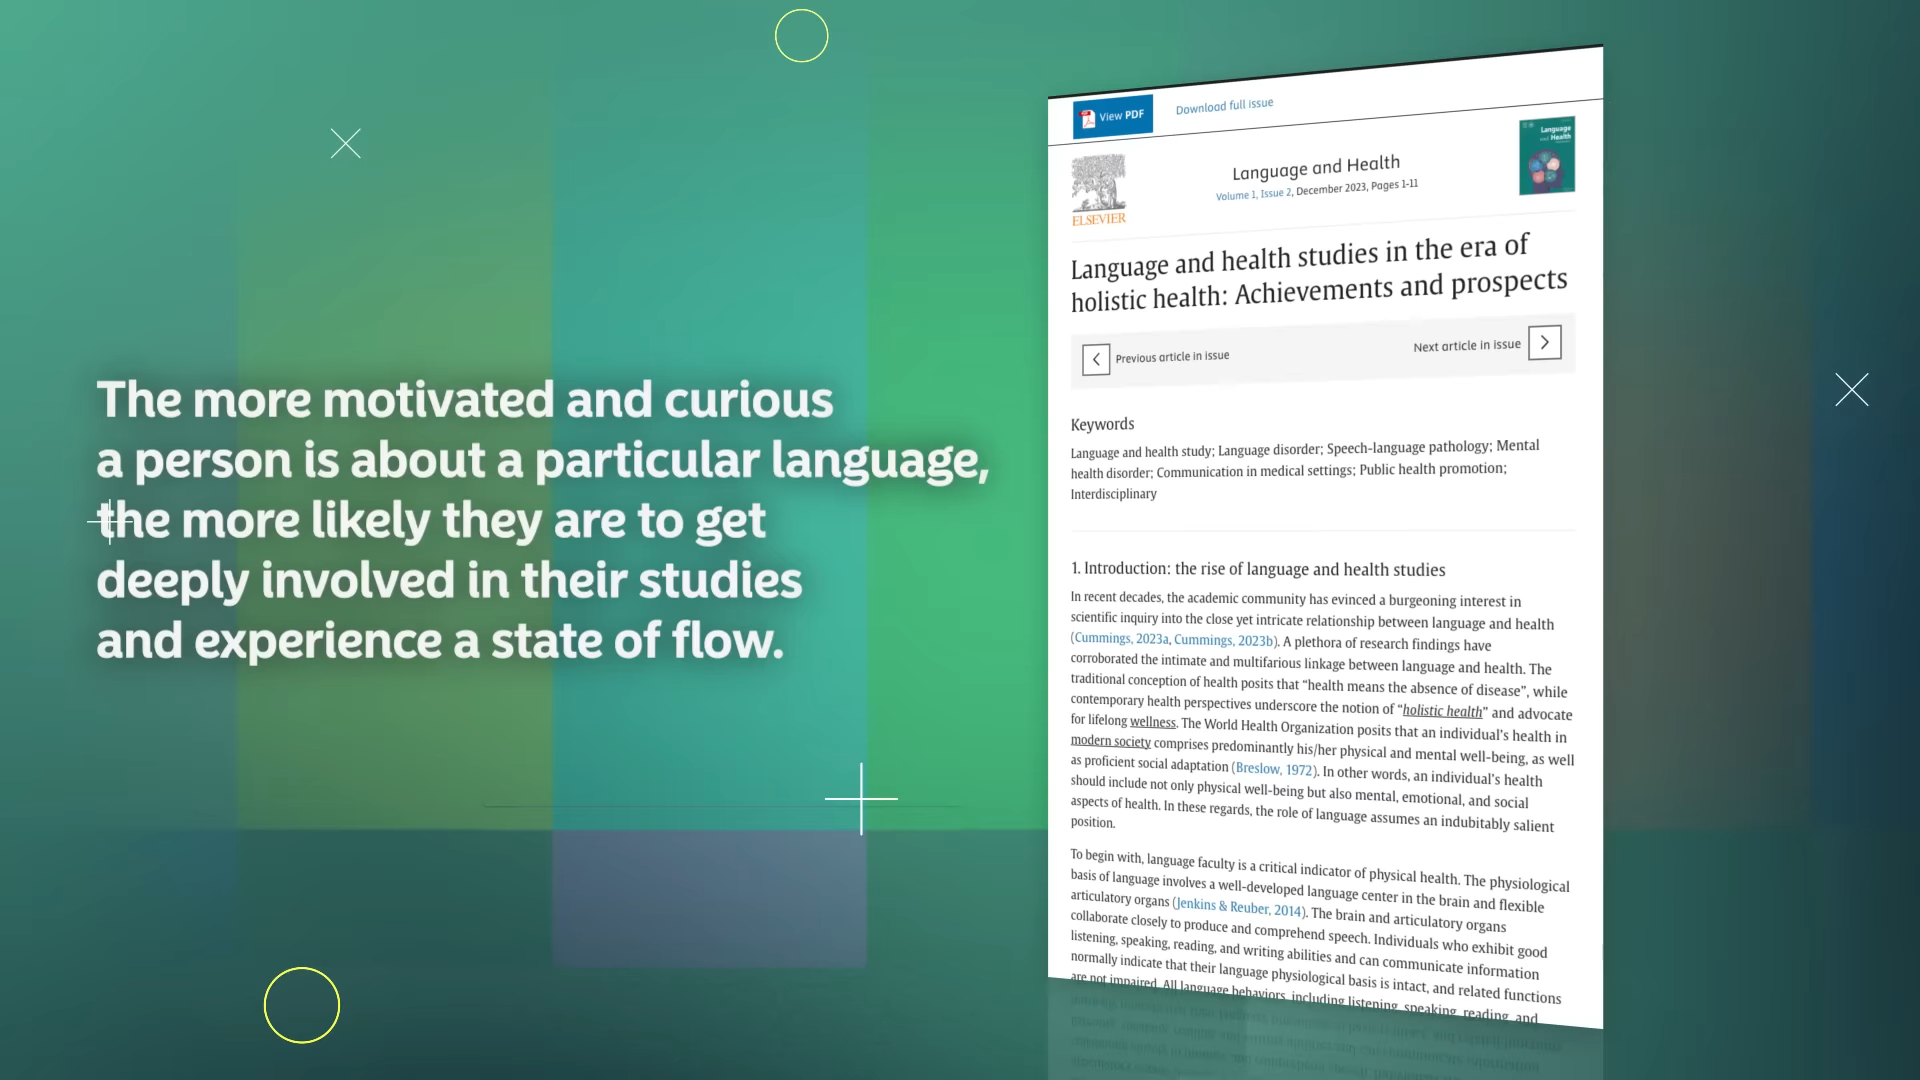 The more motivated and curious
a person is about a particular language,
the more likely they are to get
deeply involved in their studies
and experience a state of flow.
View PDF
Download full issue
ELSEVIER
Language and Health
Volume 1, Issue 2, December 2023, Pages 1-11
Language
and Health
Language and health studies in the era of
holistic health: Achievements and prospects
Previous article in issue
Next article in issue
Keywords
Language and health study; Language disorder; Speech-language pathology; Mental
health disorder; Communication in medical settings; Public health promotion;
Interdisciplinary
1. Introduction: the rise of language and health studies
In recent decades, the academic community has evinced a burgeoning interest in
scientific inquiry into the close yet intricate relationship between language and health
(Cummings, 2023a, Cummings, 2023b). A plethora of research findings have
corroborated the intimate and multifarious linkage between language and health. The
traditional conception of health posits that “health means the absence of disease”, while
contemporary health perspectives underscore the notion of “holistic health” and advocate
for lifelong wellness. The World Health Organization posits that an individual’s health in
modern society comprises predominantly his/her physical and mental well-being, as well
as proficient social adaptation (Breslow, 1972). In other words, an individual’s health
should include not only physical well-being but also mental, emotional, and social
aspects of health. In these regards, the role of language assumes an indubitably salient
position.
To begin with, language faculty is a critical indicator of physical health. The physiological
basis of language involves a well-developed language center in the brain and flexible
articulatory organs (Jenkins & Reuber, 2014). The brain and articulatory organs
collaborate closely to produce and comprehend speech. Individuals who exhibit good
listening, speaking, reading, and writing abilities and can communicate information
normally indicate that their language physiological basis is intact, and related functions
are not impaired. All language behaviors, including listening, speaking, reading, and